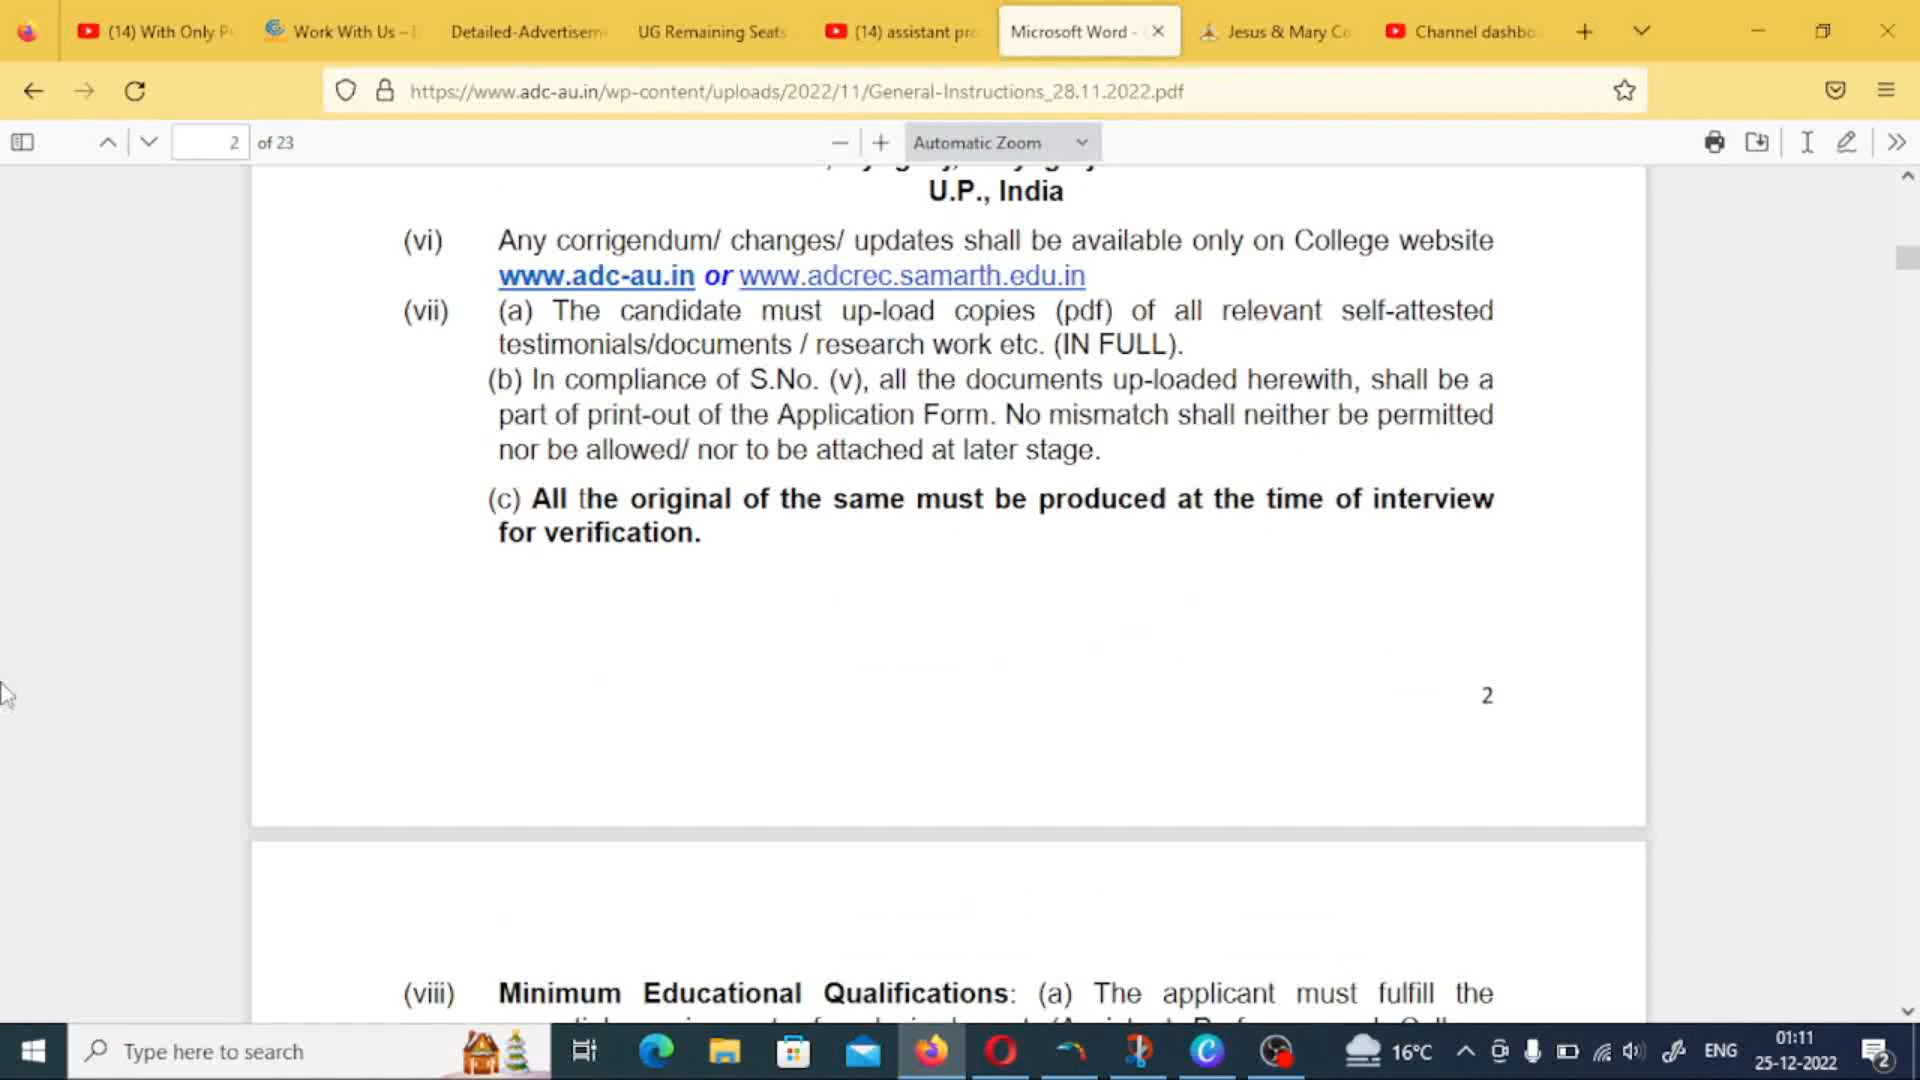 (14) With Only P
Work With Us –
Detailed-Advertisem
UG Remaining Seats
(14) assistant pro
Microsoft Word -
Jesus & Mary Co
Channel dashbo
https://www.adc-au.in/wp-content/uploads/2022/11/General-Instructions_28.11.2022.pdf
2 of 23
Automatic Zoom
U.P., India
(vi) Any corrigendum/ changes/ updates shall be available only on College website
www.adc-au.in or www.adcrec.samarth.edu.in
(vii) (a) The candidate must up-load copies (pdf) of all relevant self-attested
testimonials/documents / research work etc. (IN FULL).
(b) In compliance of S.No. (v), all the documents up-loaded herewith, shall be a
part of print-out of the Application Form. No mismatch shall neither be permitted
nor be allowed/ nor to be attached at later stage.
(c) All the original of the same must be produced at the time of interview
for verification.
2
(viii) Minimum Educational Qualifications: (a) The applicant must fulfill the
Type here to search
16°C
ENG
01:11
25-12-2022
2